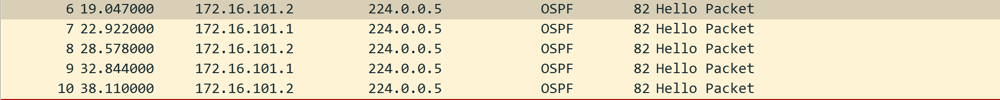 6 19.047000 172.16.101.2 224.0.0.5 OSPF 82 Hello Packet
7 22.922000 172.16.101.1 224.0.0.5 OSPF 82 Hello Packet
8 28.578000 172.16.101.2 224.0.0.5 OSPF 82 Hello Packet
9 32.844000 172.16.101.1 224.0.0.5 OSPF 82 Hello Packet
10 38.110000 172.16.101.2 224.0.0.5 OSPF 82 Hello Packet